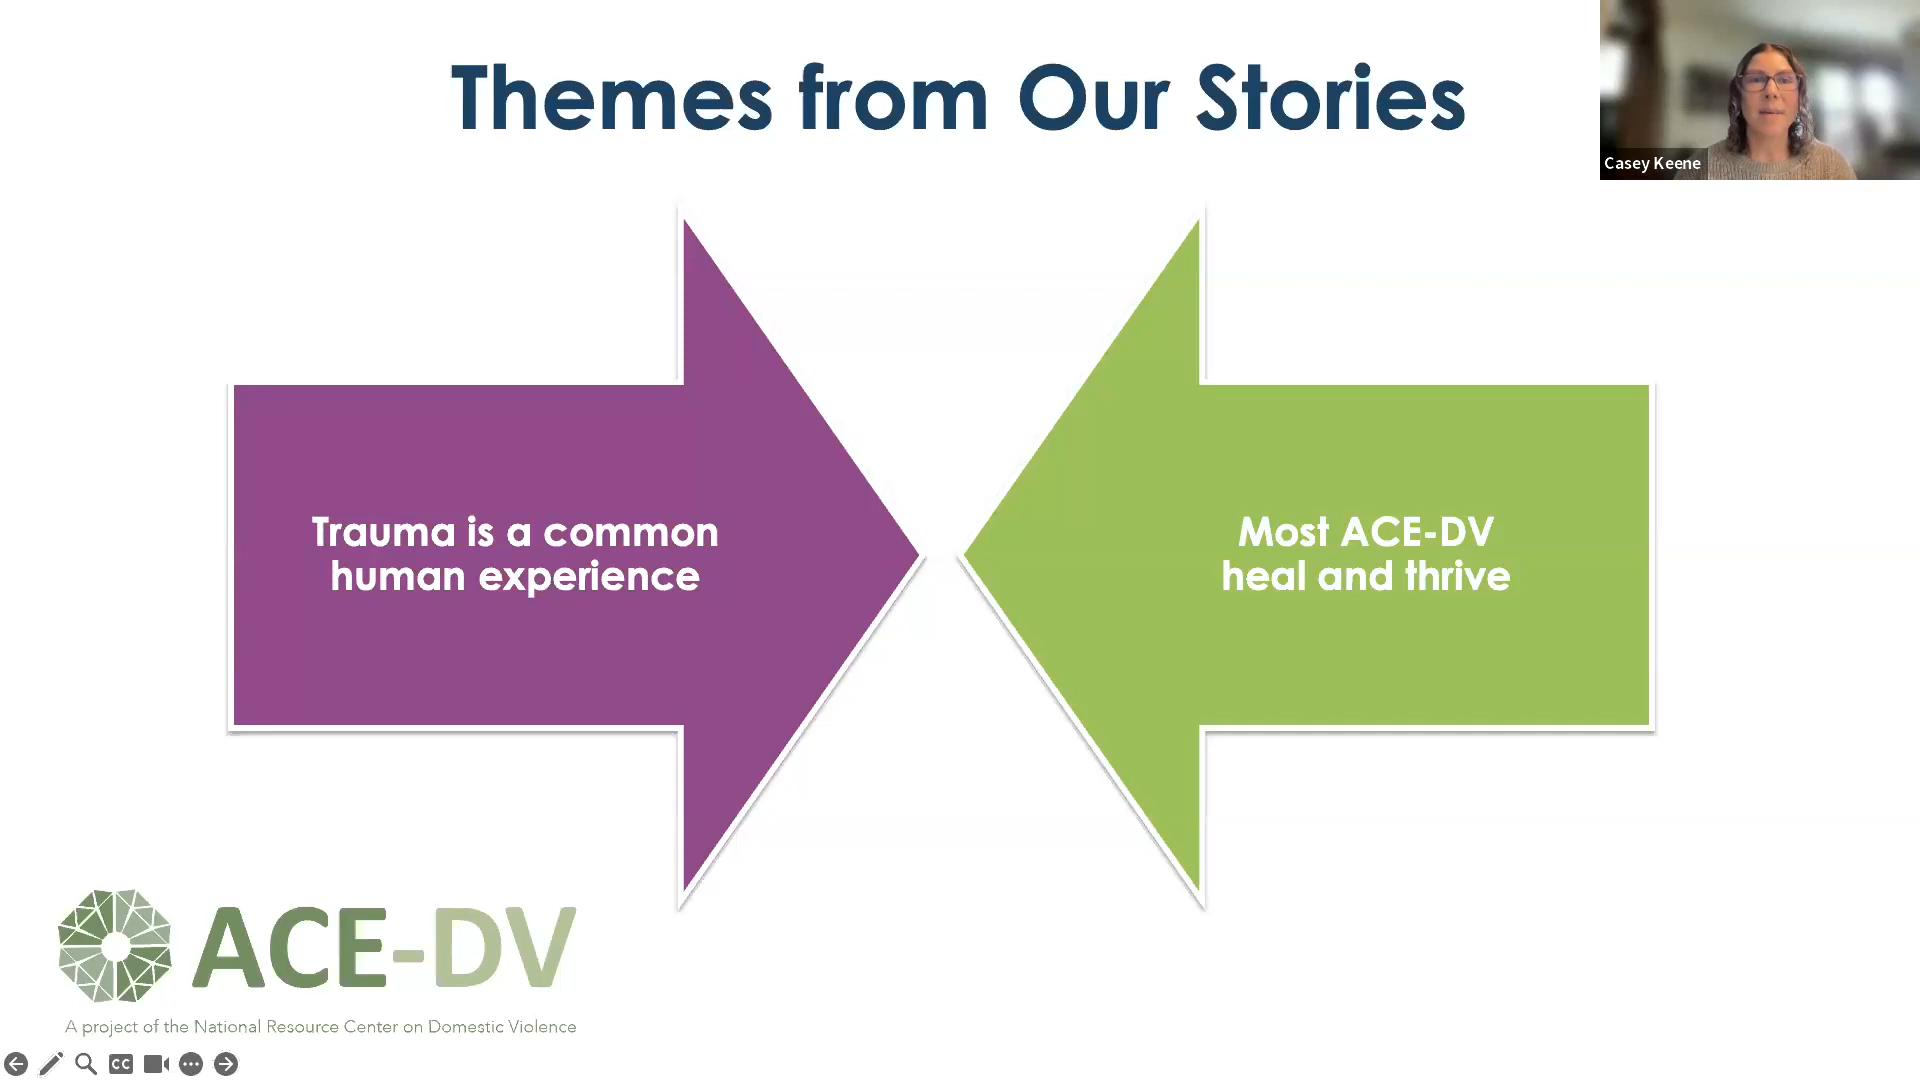 Themes from Our Stories
Casey Keene
Trauma is a common
human experience
Most ACE-DV
heal and thrive
ACE-DV
A project of the National Resource Center on Domestic Violence
CC